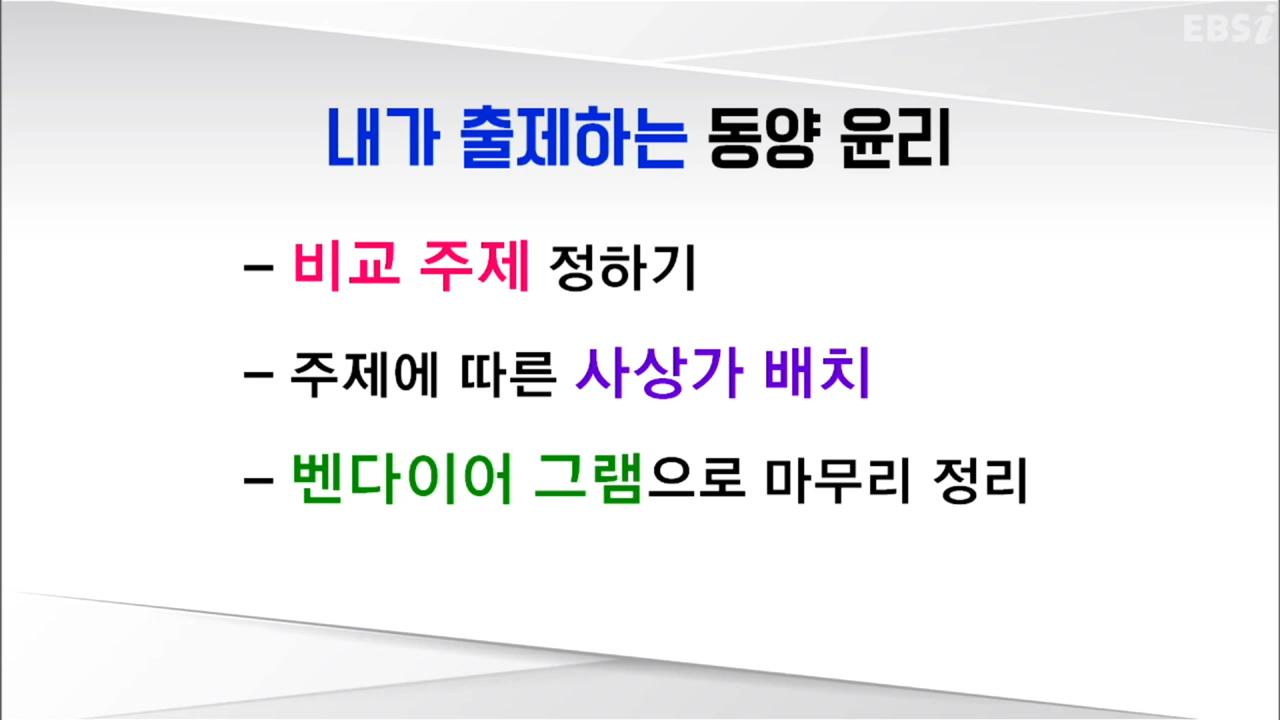 EBSi
내가 출제하는 동양 윤리
– 비교 주제 정하기
– 주제에 따른 사상가 배치
– 벤다이어 그램으로 마무리 정리